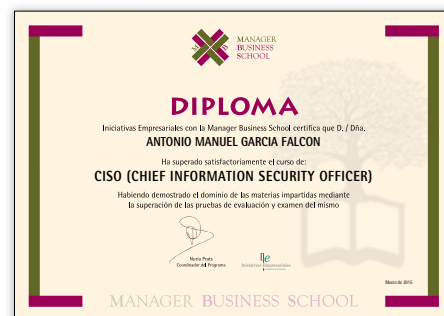 M
B
MANAGER
BUSINESS
SCHOOL
DIPLOMA
Iniciativas Empresariales con la Manager Business School certifica que D. / Dña.
ANTONIO MANUEL GARCIA FALCON
Ha superado satisfactoriamente el curso de:
CISO (CHIEF INFORMATION SECURITY OFFICER)
Habiendo demostrado el dominio de las materias impartidas mediante
la superación de las pruebas de evaluación y examen del mismo
Coordinador del Programa
Iniciativas Empresariales
Marzo de 2015
MANAGER BUSINESS SCHOOL